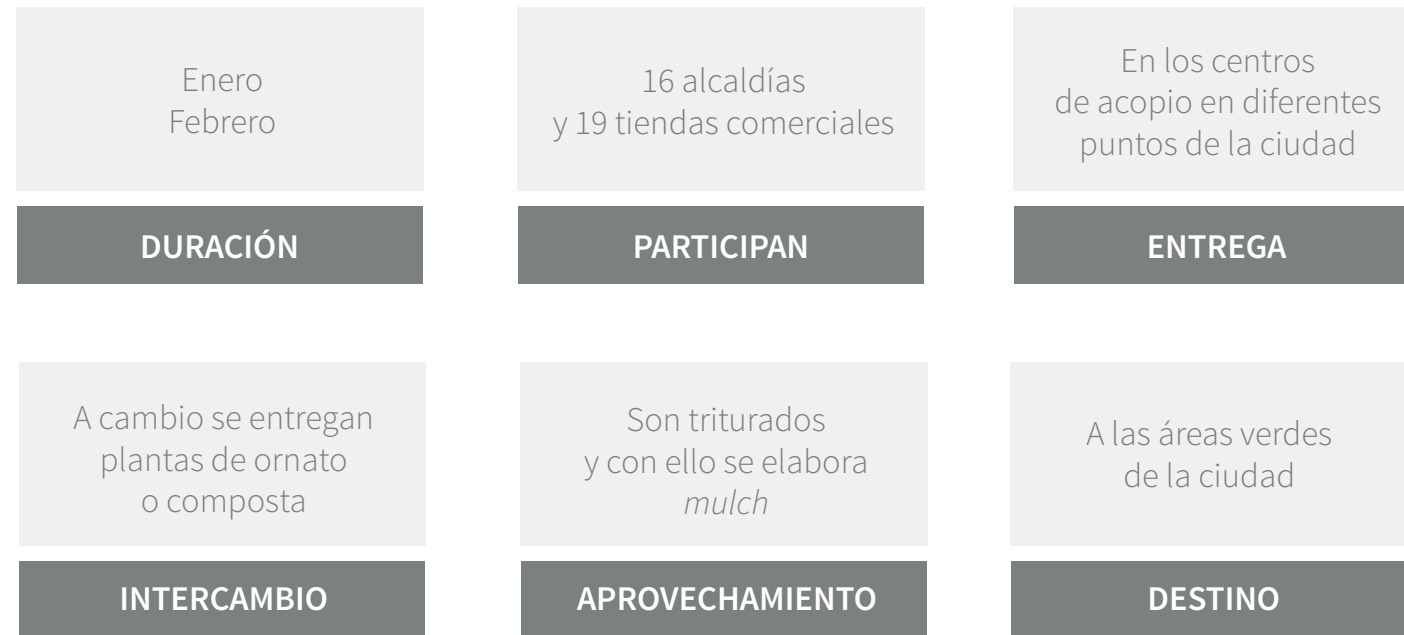 Enero
Febrero
DURACIÓN
16 alcaldías
y 19 tiendas comerciales
PARTICIPAN
En los centros
de acopio en diferentes
puntos de la ciudad
ENTREGA
A cambio se entregan
plantas de ornato
o composta
INTERCAMBIO
Son triturados
y con ello se elabora
mulch
APROVECHAMIENTO
A las áreas verdes
de la ciudad
DESTINO